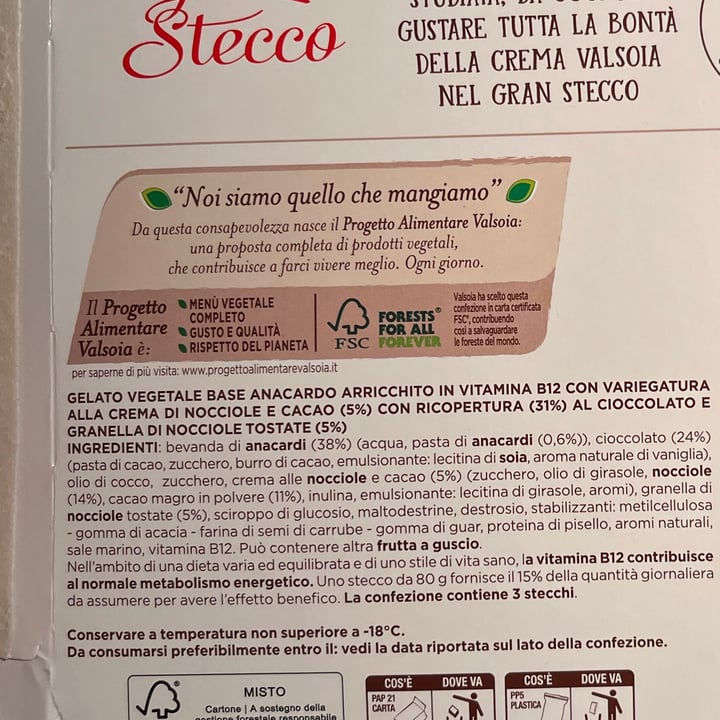 Stecco
GUSTARE TUTTA LA BONTÀ
DELLA CREMA VALSOIA
NEL GRAN STECCO
“Noi siamo quello che mangiamo”
Da questa consapevolezza nasce il Progetto Alimentare Valsoia:
una proposta completa di prodotti vegetali,
che contribuisce a farci vivere meglio. Ogni giorno.
Il Progetto
Alimentare
Valsoia è:
MENÙ VEGETALE
COMPLETO
GUSTO E QUALITÀ
RISPETTO DEL PIANETA
FSC
FORESTS®
FOR ALL
FOREVER
Valsoia ha scelto questa
confezione in carta certificata
FSC®, contribuendo
così a salvaguardare
le foreste del mondo.
per saperne di più visita: www.progettoalimentarevalsoia.it
GELATO VEGETALE BASE ANACARDO ARRICCHITO IN VITAMINA B12 CON VARIEGATURA
ALLA CREMA DI NOCCIOLE E CACAO (5%) CON RICOPERTURA (31%) AL CIOCCOLATO E
GRANELLA DI NOCCIOLE TOSTATE (5%)
INGREDIENTI: bevanda di anacardi (38%) (acqua, pasta di anacardi (0,6%)), cioccolato (24%)
(pasta di cacao, zucchero, burro di cacao, emulsionante: lecitina di soia, aroma naturale di vaniglia),
olio di cocco, zucchero, crema alle nocciole e cacao (5%) (zucchero, olio di girasole, nocciole
(14%), cacao magro in polvere (11%), inulina, emulsionante: lecitina di girasole, aromi), granella di
nocciole tostate (5%), sciroppo di glucosio, maltodestrine, destrosio, stabilizzanti: metilcellulosa
- gomma di acacia - farina di semi di carrube - gomma di guar, proteina di pisello, aromi naturali,
sale marino, vitamina B12. Può contenere altra frutta a guscio.
Nell'ambito di una dieta varia ed equilibrata e di uno stile di vita sano, la vitamina B12 contribuisce
al normale metabolismo energetico. Uno stecco da 80 g fornisce il 15% della quantità giornaliera
da assumere per avere l'effetto benefico. La confezione contiene 3 stecchi.
Conservare a temperatura non superiore a -18°C.
Da consumarsi preferibilmente entro il: vedi la data riportata sul lato della confezione.
MISTO
Cartone | A sostegno della
gestione forestale responsabile
COS'È DOVE VA
PAP 21
CARTA
COS'È DOVE VA
PP5
PLASTICA